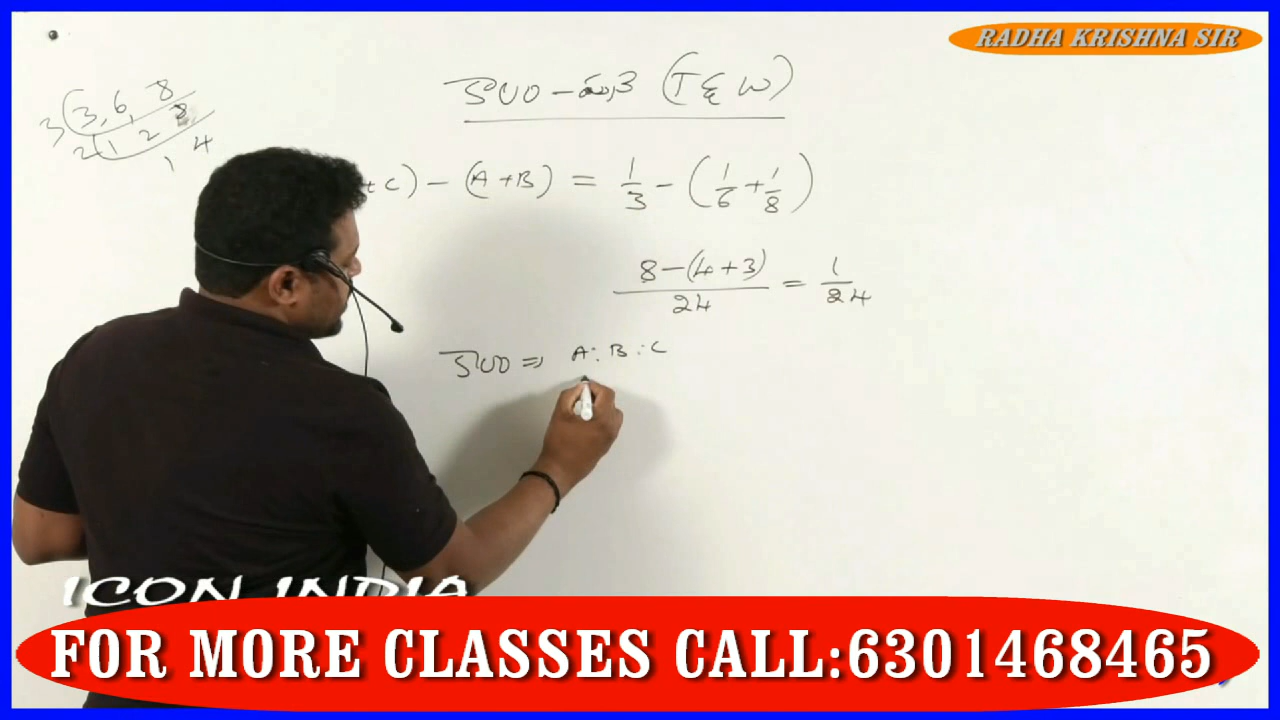 RADHA KRISHNA SIR
కాలం - పని (T & W)
3 (3, 6, 8
2 (1 2 8
1 4
+ C) - (A + B) = 1/3 - (1/6 + 1/8)
8 - (4 + 3) / 24 = 1/24
కాలం ⇒ A : B : C
ICON INDIA
FOR MORE CLASSES CALL:6301468465